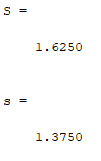 S =
1.6250
s =
1.3750